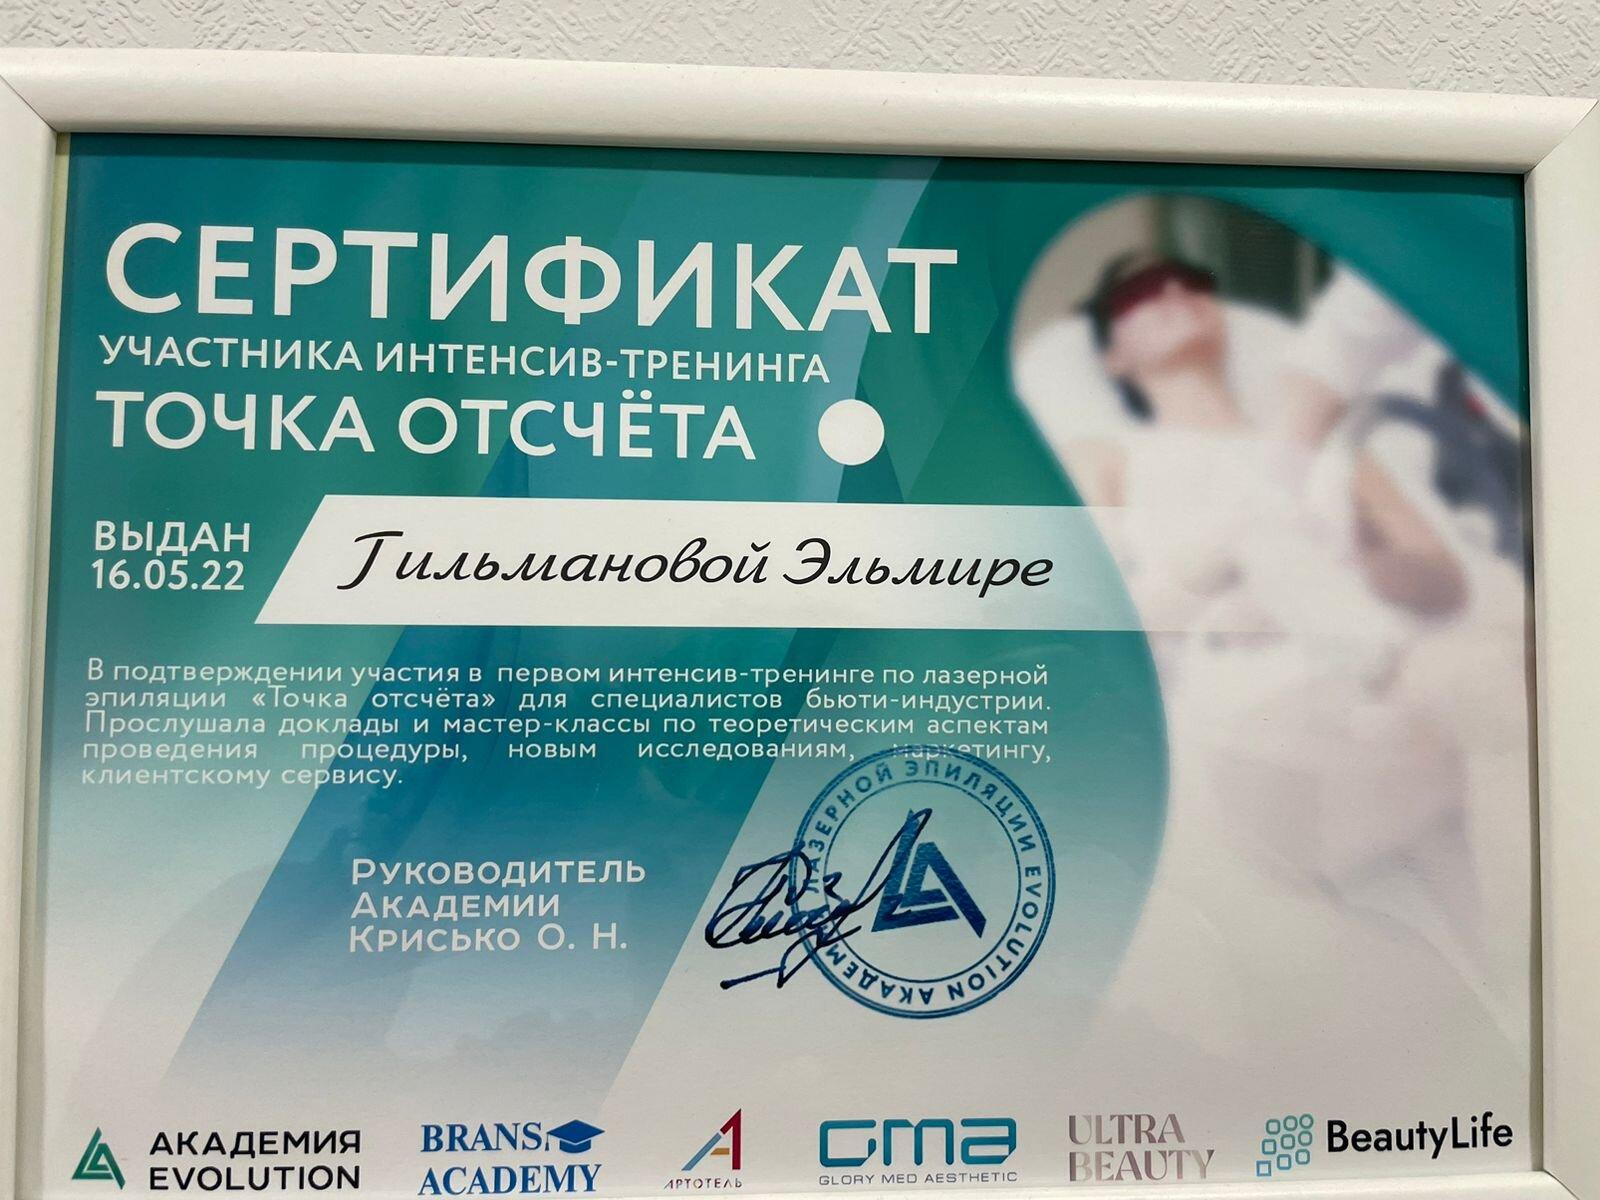 СЕРТИФИКАТ
УЧАСТНИКА ИНТЕНСИВ-ТРЕНИНГА
ТОЧКА ОТСЧЁТА
ВЫДАН
16.05.22
Гильмановой Эльмире
В подтверждении участия в первом интенсив-тренинге по лазерной
эпиляции «Точка отсчёта» для специалистов бьюти-индустрии.
Прослушала доклады и мастер-классы по теоретическим аспектам
проведения процедуры, новым исследованиям, маркетингу,
клиентскому сервису.
РУКОВОДИТЕЛЬ
АКАДЕМИИ
КРИСЬКО О. Н.
ЛАЗЕРНОЙ ЭПИЛЯЦИИ EVOLUTION АКАДЕМИЯ
АКАДЕМИЯ
EVOLUTION
BRANS
ACADEMY
АРТОТЕЛЬ
GMA
GLORY MED AESTHETIC
ULTRA
BEAUTY
BeautyLife